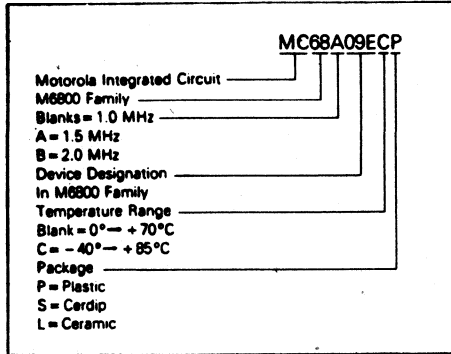 MC68A09ECP
Motorola Integrated Circuit
M6800 Family
Blanks = 1.0 MHz
A = 1.5 MHz
B = 2.0 MHz
Device Designation
In M6800 Family
Temperature Range
Blank = 0° → + 70°C
C = - 40° → + 85°C
Package
P = Plastic
S = Cerdip
L = Ceramic